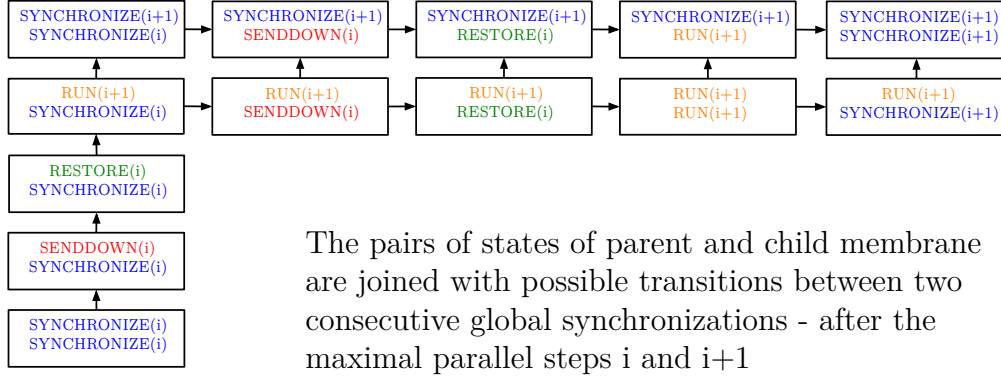 SYNCHRONIZE(i+1)
SYNCHRONIZE(i)
SYNCHRONIZE(i+1)
SENDDOWN(i)
SYNCHRONIZE(i+1)
RESTORE(i)
SYNCHRONIZE(i+1)
RUN(i+1)
SYNCHRONIZE(i+1)
SYNCHRONIZE(i+1)
RUN(i+1)
SYNCHRONIZE(i)
RUN(i+1)
SENDDOWN(i)
RUN(i+1)
RESTORE(i)
RUN(i+1)
RUN(i+1)
RUN(i+1)
SYNCHRONIZE(i+1)
RESTORE(i)
SYNCHRONIZE(i)
SENDDOWN(i)
SYNCHRONIZE(i)
SYNCHRONIZE(i)
SYNCHRONIZE(i)
The pairs of states of parent and child membrane
are joined with possible transitions between two
consecutive global synchronizations - after the
maximal parallel steps i and i+1